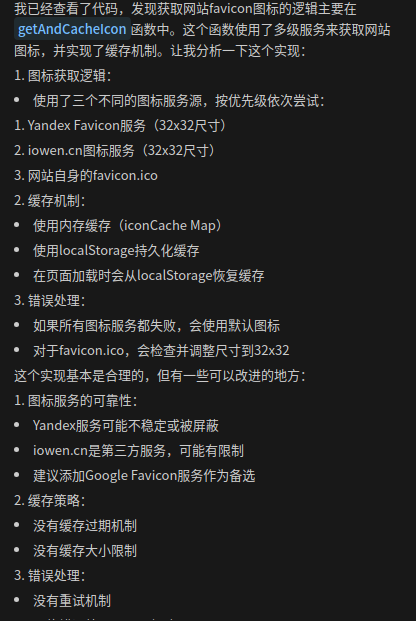 我已经查看了代码，发现获取网站favicon图标的逻辑主要在
getAndCacheIcon 函数中。这个函数使用了多级服务来获取网站
图标，并实现了缓存机制。让我分析一下这个实现：
1. 图标获取逻辑：
• 使用了三个不同的图标服务源，按优先级依次尝试：
1. Yandex Favicon服务（32x32尺寸）
2. iowen.cn图标服务（32x32尺寸）
3. 网站自身的favicon.ico
2. 缓存机制：
• 使用内存缓存（iconCache Map）
• 使用localStorage持久化缓存
• 在页面加载时会从localStorage恢复缓存
3. 错误处理：
• 如果所有图标服务都失败，会使用默认图标
• 对于favicon.ico，会检查并调整尺寸到32x32
这个实现基本是合理的，但有一些可以改进的地方：
1. 图标服务的可靠性：
• Yandex服务可能不稳定或被屏蔽
• iowen.cn是第三方服务，可能有限制
• 建议添加Google Favicon服务作为备选
2. 缓存策略：
• 没有缓存过期机制
• 没有缓存大小限制
3. 错误处理：
• 没有重试机制